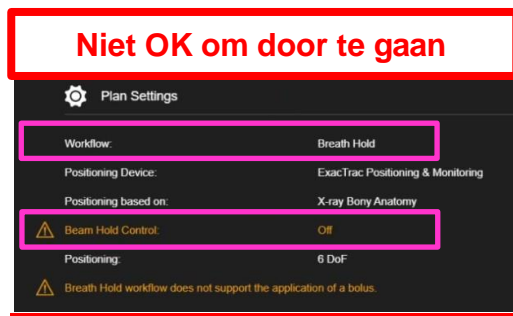 Niet OK om door te gaan
Plan Settings
Workflow: Breath Hold
Positioning Device: ExacTrac Positioning & Monitoring
Positioning based on: X-ray Bony Anatomy
Beam Hold Control: Off
Positioning: 6 DoF
Breath Hold workflow does not support the application of a bolus.